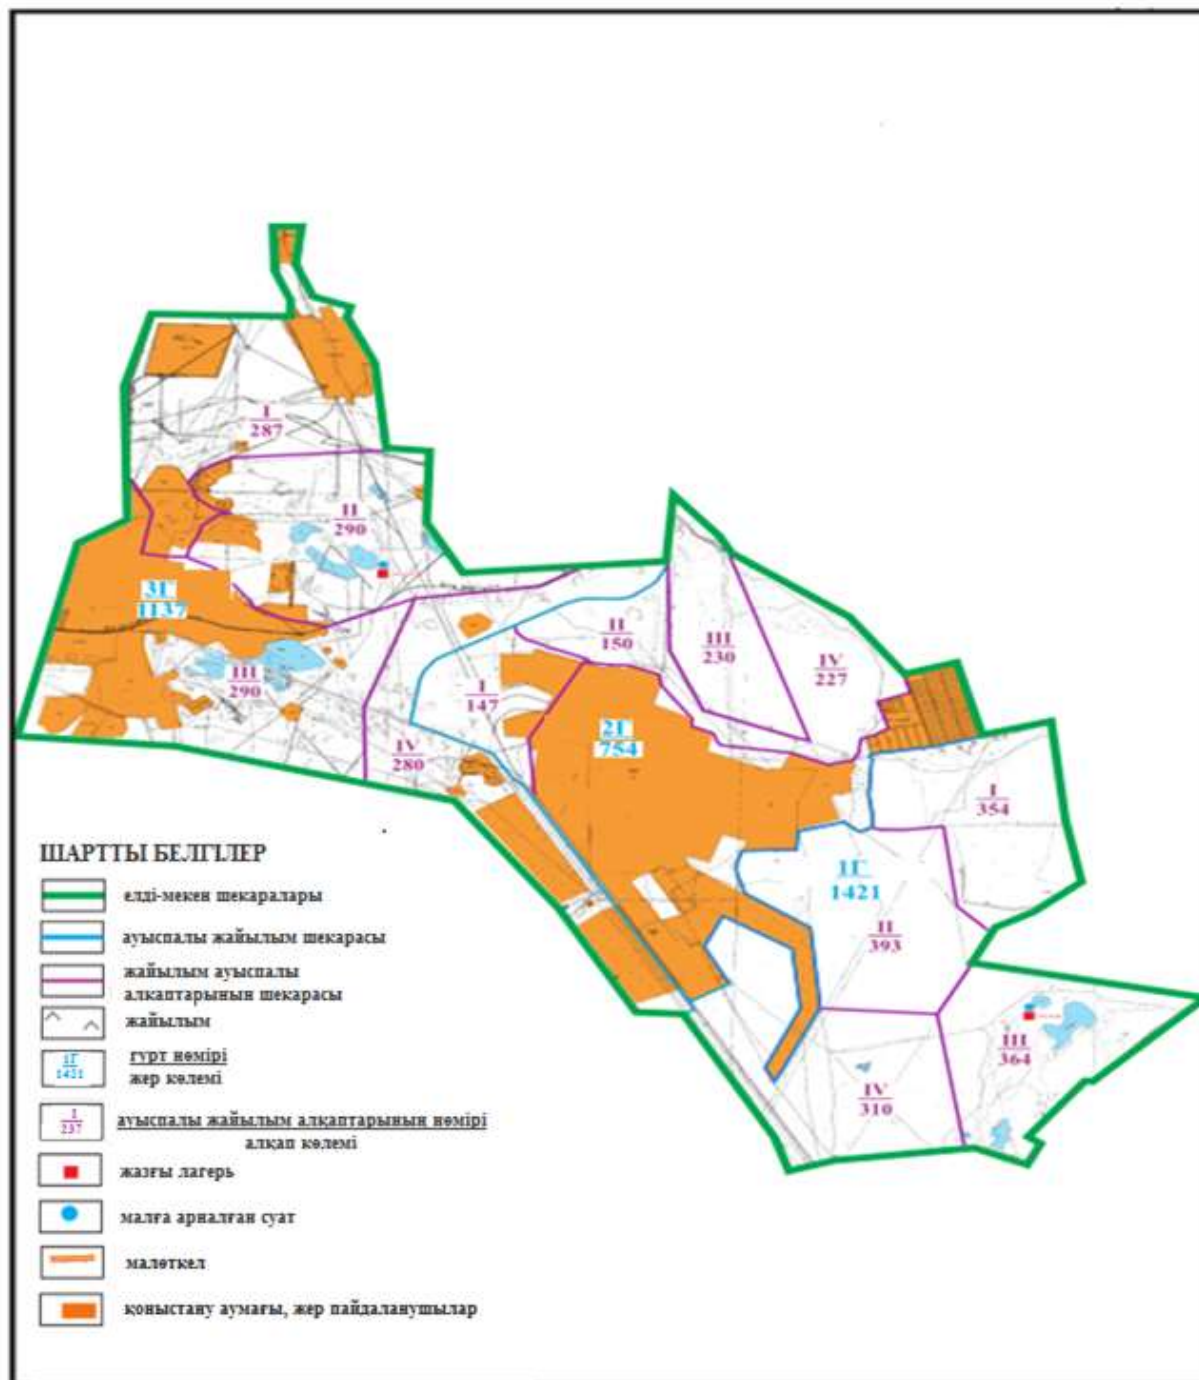 I
287
II
290
3Г
1137
III
290
II
150
III
230
IV
227
I
147
2Г
754
IV
280
I
354
1Г
1421
II
393
III
364
IV
310
ШАРТТЫ БЕЛГІЛЕР
елді-мекен шекаралары
ауыспалы жайылым шекарасы
жайылым ауыспалы
алқаптарының шекарасы
жайылым
1Г
1421
гурт нөмірі
жер көлемі
I
237
ауыспалы жайылым алқаптарының нөмірі
алқап көлемі
жазғы лагерь
малға арналған суат
малөткел
қоныстану аумағы, жер пайдаланушылар